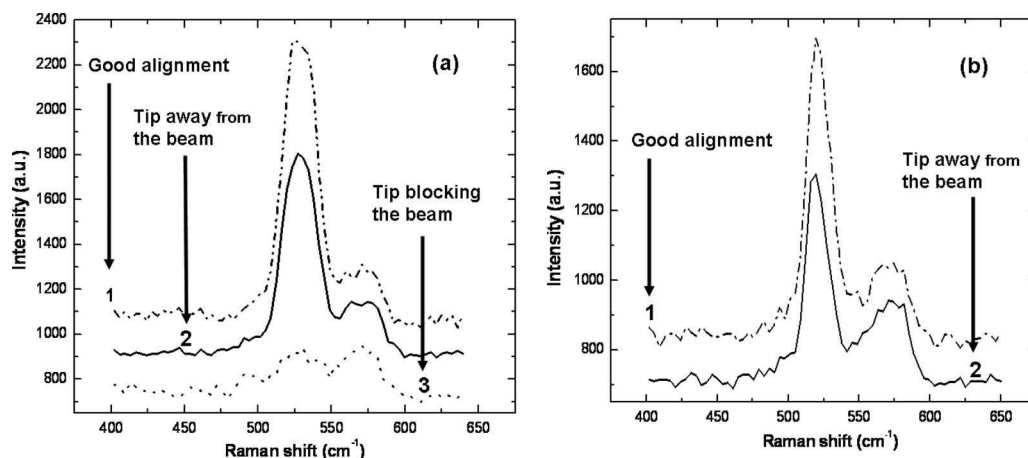 2400
2200
2000
1800
1600
1400
1200
1000
800
Intensity (a.u.)
(a)
Good alignment
Tip away from
the beam
Tip blocking
the beam
1
2
3
400 450 500 550 600 650
Raman shift (cm-1)
1600
1400
1200
1000
800
Intensity (a.u.)
(b)
Good alignment
Tip away from
the beam
1
2
400 450 500 550 600 650
Raman shift (cm-1)